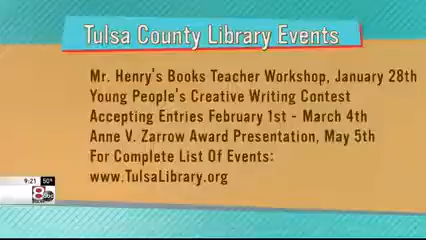 Tulsa County Library Events
Mr. Henry's Books Teacher Workshop, January 28th
Young People's Creative Writing Contest
Accepting Entries February 1st - March 4th
Anne V. Zarrow Award Presentation, May 5th
For Complete List Of Events:
www.TulsaLibrary.org
9:21 50°
8 abc